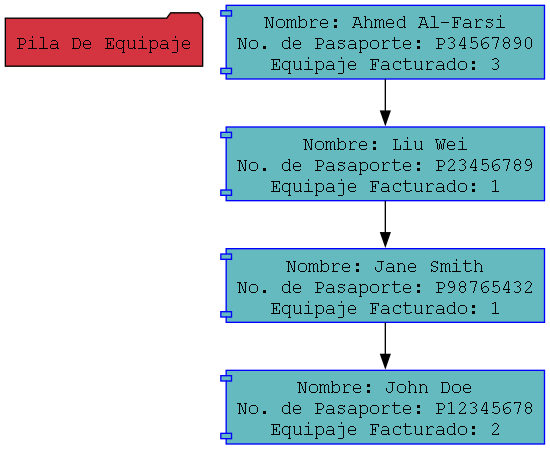 Pila De Equipaje
Nombre: Ahmed Al-Farsi
No. de Pasaporte: P34567890
Equipaje Facturado: 3
Nombre: Liu Wei
No. de Pasaporte: P23456789
Equipaje Facturado: 1
Nombre: Jane Smith
No. de Pasaporte: P98765432
Equipaje Facturado: 1
Nombre: John Doe
No. de Pasaporte: P12345678
Equipaje Facturado: 2